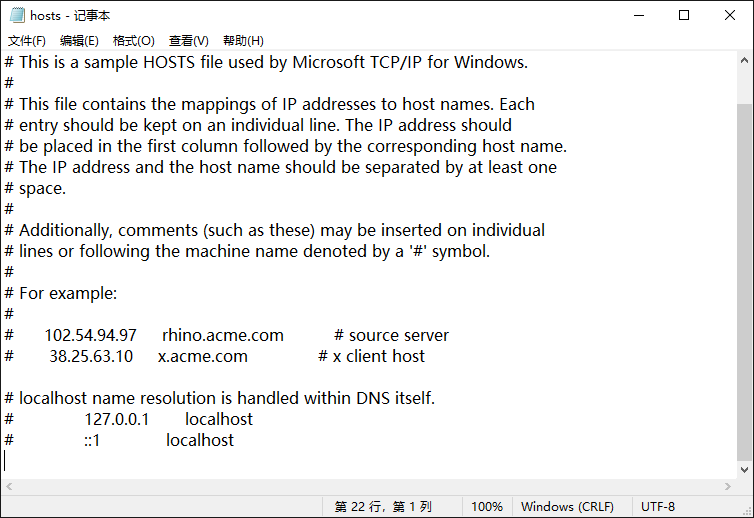 hosts - 记事本
文件(F) 编辑(E) 格式(O) 查看(V) 帮助(H)
# This is a sample HOSTS file used by Microsoft TCP/IP for Windows.
#
# This file contains the mappings of IP addresses to host names. Each
# entry should be kept on an individual line. The IP address should
# be placed in the first column followed by the corresponding host name.
# The IP address and the host name should be separated by at least one
# space.
#
# Additionally, comments (such as these) may be inserted on individual
# lines or following the machine name denoted by a '#' symbol.
#
# For example:
#
# 102.54.94.97 rhino.acme.com # source server
# 38.25.63.10 x.acme.com # x client host
# localhost name resolution is handled within DNS itself.
# 127.0.0.1 localhost
# ::1 localhost
第 22 行，第 1 列 100% Windows (CRLF) UTF-8